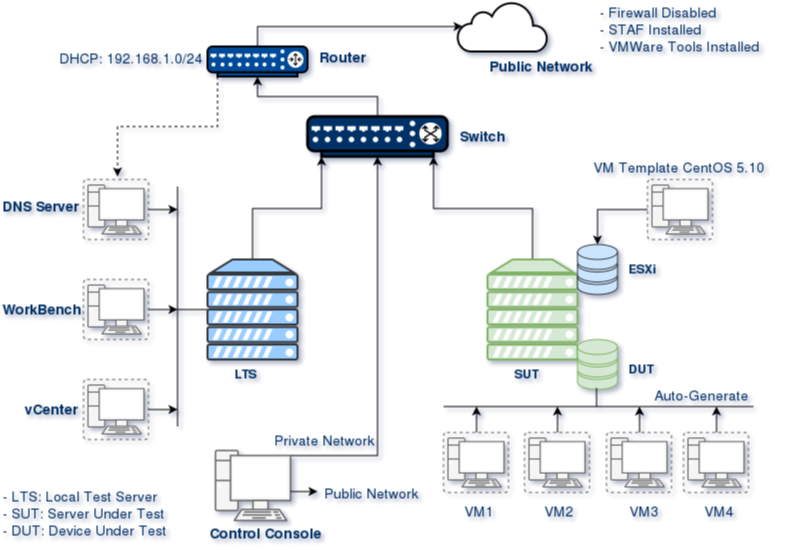 - Firewall Disabled
- STAF Installed
- VMWare Tools Installed
DHCP: 192.168.1.0/24
Router
Public Network
Switch
VM Template CentOS 5.10
DNS Server
ESXi
WorkBench
LTS
SUT
DUT
Auto-Generate
vCenter
Private Network
Public Network
Control Console
VM1
VM2
VM3
VM4
- LTS: Local Test Server
- SUT: Server Under Test
- DUT: Device Under Test